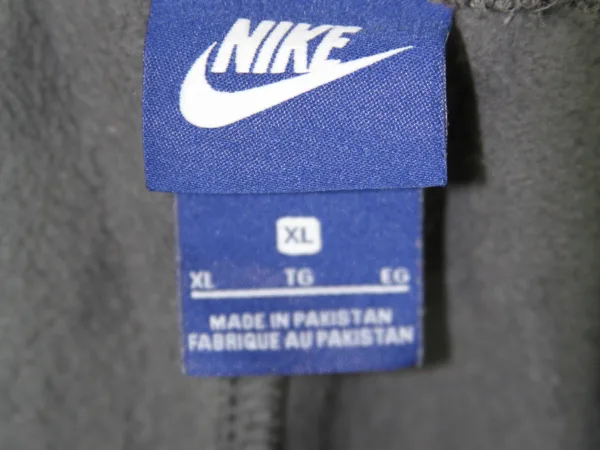 NIKE
XL
XL TG EG
MADE IN PAKISTAN
FABRIQUE AU PAKISTAN